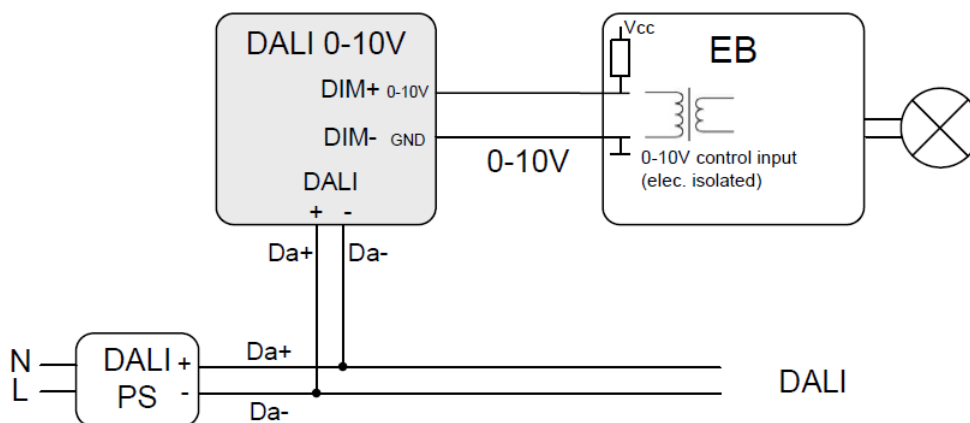 DALI 0-10V
DIM+ 0-10V
DIM- GND
DALI
+ -
Da+ Da-
0-10V
Vcc
EB
0-10V control input
(elec. isolated)
N
L
DALI +
PS -
Da+
Da-
DALI